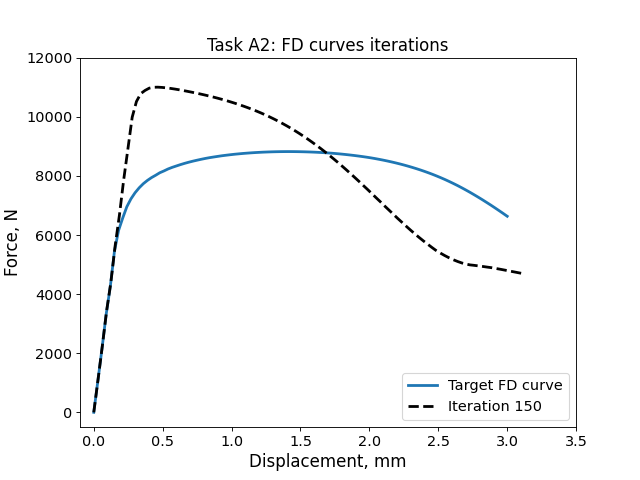 Task A2: FD curves iterations
Force, N
12000
10000
8000
6000
4000
2000
0
0.0 0.5 1.0 1.5 2.0 2.5 3.0 3.5
Displacement, mm
Target FD curve
Iteration 150